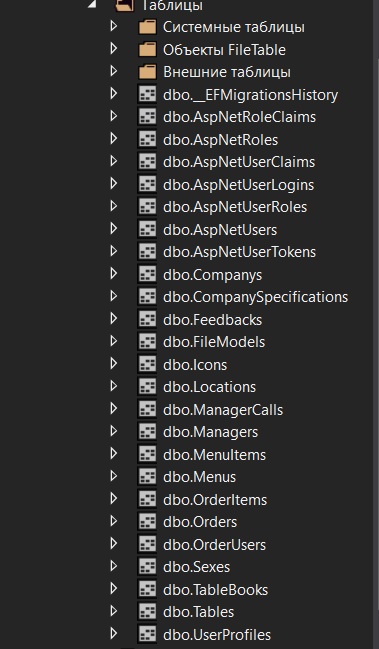 Таблицы
Системные таблицы
Объекты FileTable
Внешние таблицы
dbo.__EFMigrationsHistory
dbo.AspNetRoleClaims
dbo.AspNetRoles
dbo.AspNetUserClaims
dbo.AspNetUserLogins
dbo.AspNetUserRoles
dbo.AspNetUsers
dbo.AspNetUserTokens
dbo.Companys
dbo.CompanySpecifications
dbo.Feedbacks
dbo.FileModels
dbo.Icons
dbo.Locations
dbo.ManagerCalls
dbo.Managers
dbo.MenuItems
dbo.Menus
dbo.OrderItems
dbo.Orders
dbo.OrderUsers
dbo.Sexes
dbo.TableBooks
dbo.Tables
dbo.UserProfiles